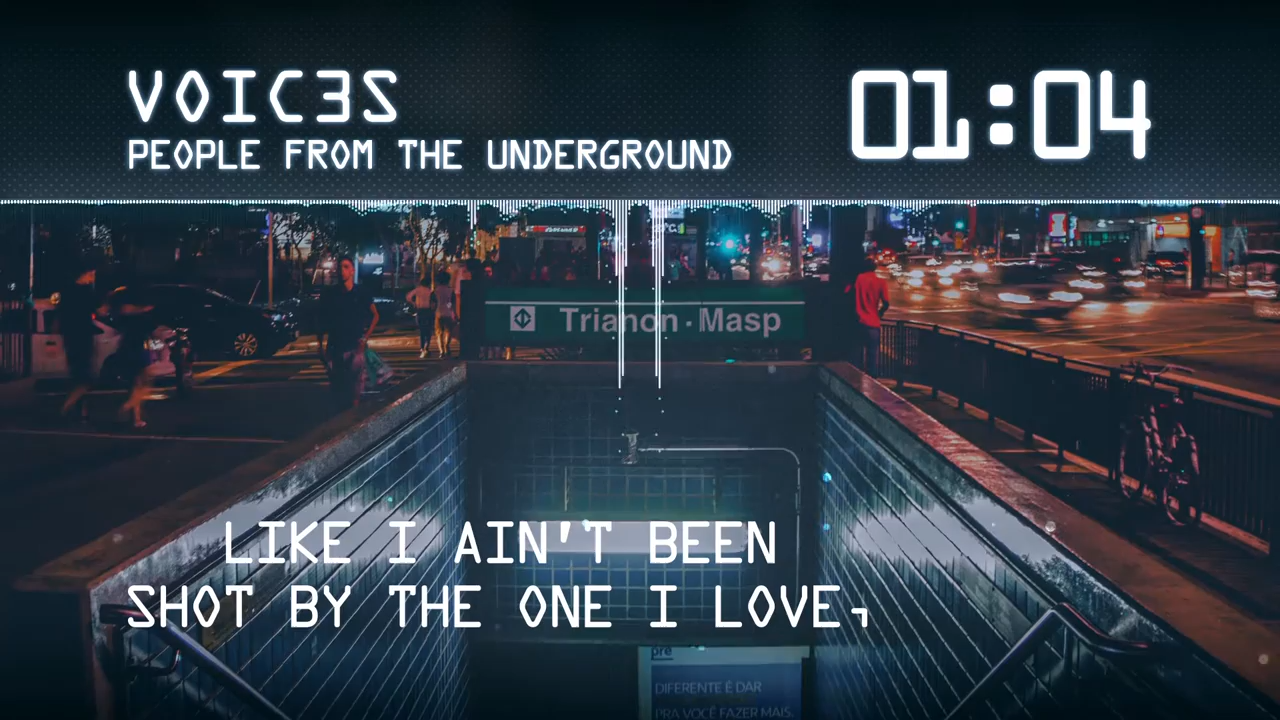 VOIC3S
01:04
PEOPLE FROM THE UNDERGROUND
Trianon - Masp
LIKE I AIN'T BEEN
SHOT BY THE ONE I LOVE,
pre
DIFERENTE É DAR
PRA VOCÊ FAZER MAIS.